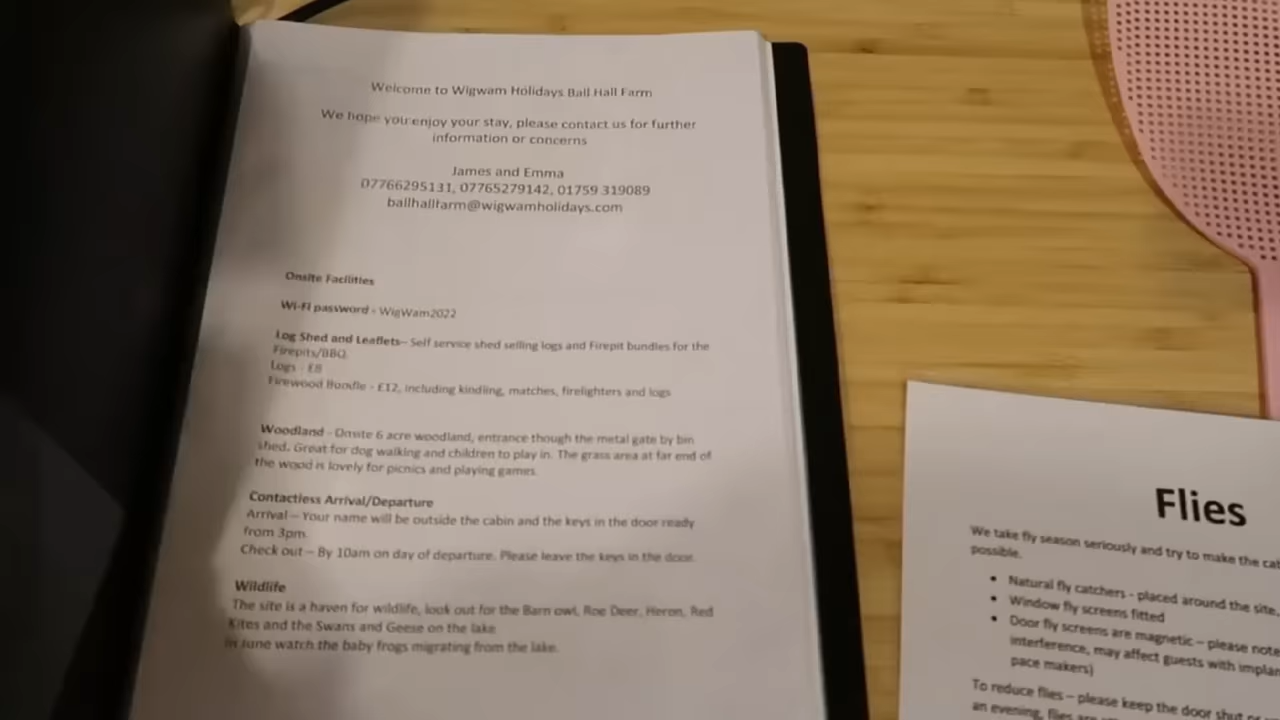 Welcome to Wigwam Holidays Ball Hall Farm
We hope you enjoy your stay, please contact us for further
information or concerns
James and Emma
07766295131, 07765279142, 01759 319089
ballhallfarm@wigwamholidays.com
Onsite Facilities
Wi-Fi password - WigWam2022
Log Shed and Leaflets– Self service shed selling logs and Firepit bundles for the
Firepits/BBQ.
Logs - £8
Firewood Bundle - £12, including kindling, matches, firelighters and logs
Woodland - Onsite 6 acre woodland, entrance though the metal gate by bin
shed. Great for dog walking and children to play in. The grass area at far end of
the wood is lovely for picnics and playing games.
Contactless Arrival/Departure
Arrival – Your name will be outside the cabin and the keys in the door ready
from 3pm.
Check out – By 10am on day of departure. Please leave the keys in the door.
Wildlife
The site is a haven for wildlife, look out for the Barn owl, Roe Deer, Heron, Red
Kites and the Swans and Geese on the lake
In June watch the baby frogs migrating from the lake.
Flies
We take fly season seriously and try to make the
possible.
• Natural fly catchers - placed around the site,
• Window fly screens fitted
• Door fly screens are magnetic – please note
interference, may affect guests with
pace makers)
To reduce flies – please keep the door shut
an evening, flies